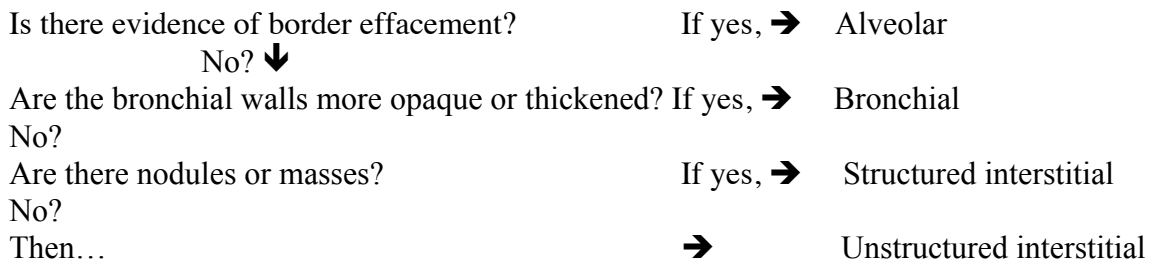 Is there evidence of border effacement? If yes, ➔ Alveolar
No? 🡻
Are the bronchial walls more opaque or thickened? If yes, ➔ Bronchial
No?
Are there nodules or masses? If yes, ➔ Structured interstitial
No?
Then… ➔ Unstructured interstitial